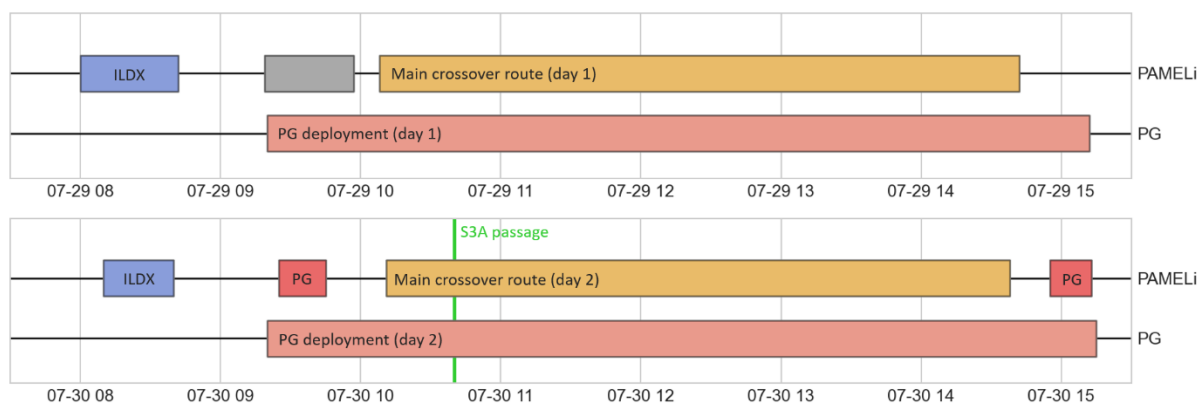 ILDX
Main crossover route (day 1)
PAMELi
PG deployment (day 1)
PG
07-29 08
07-29 09
07-29 10
07-29 11
07-29 12
07-29 13
07-29 14
07-29 15
S3A passage
ILDX
PG
Main crossover route (day 2)
PG
PAMELi
PG deployment (day 2)
PG
07-30 08
07-30 09
07-30 10
07-30 11
07-30 12
07-30 13
07-30 14
07-30 15